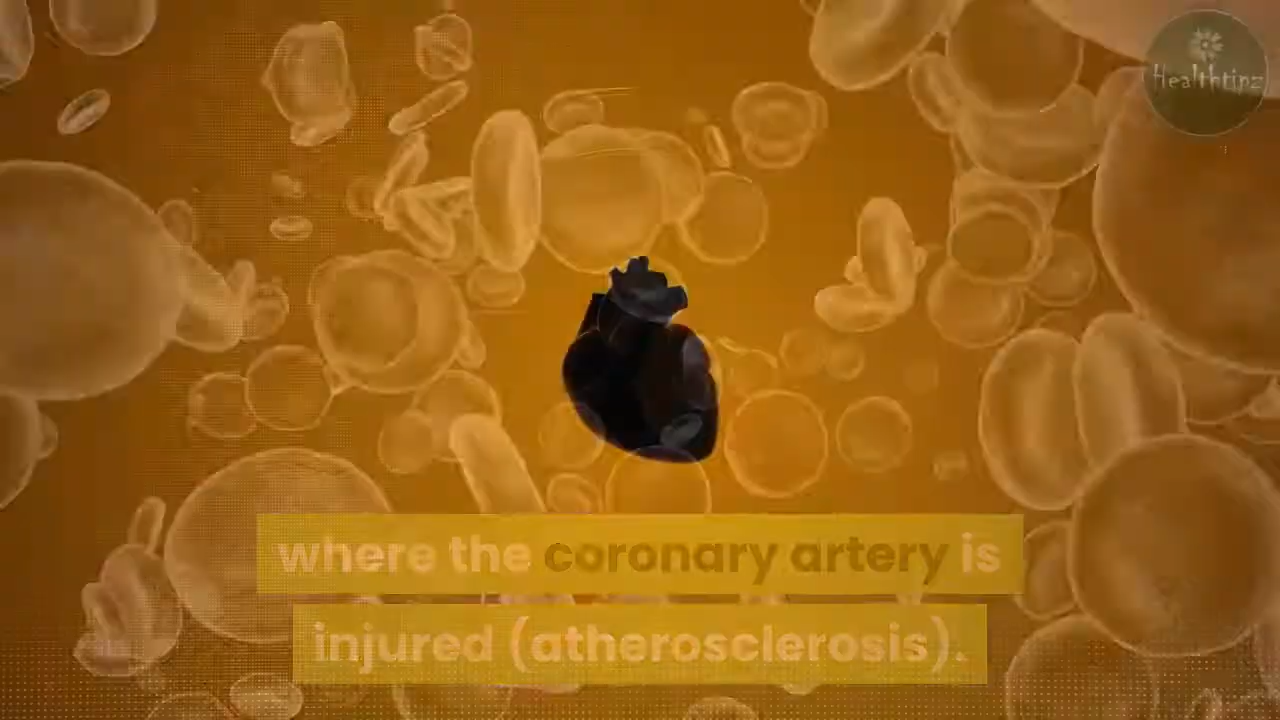 Healthtipz
where the coronary artery is
injured (atherosclerosis).